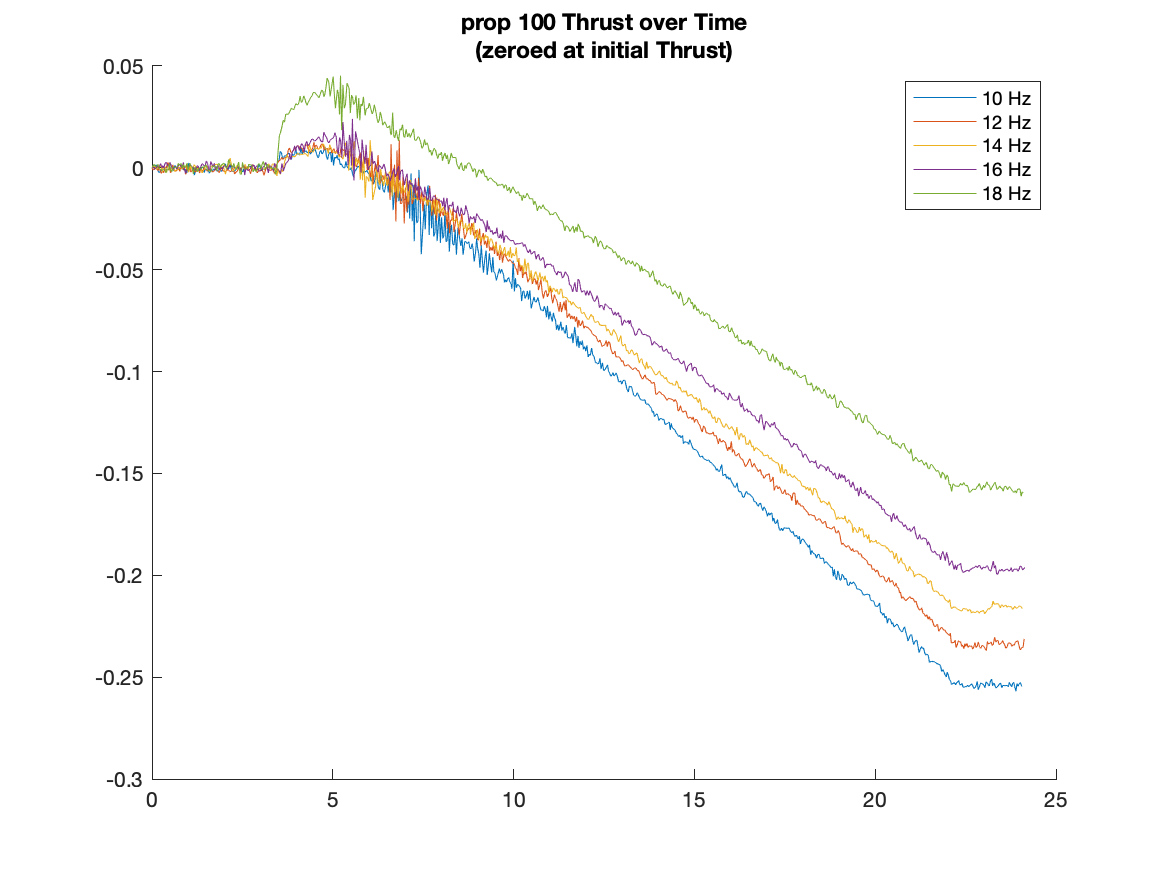 prop 100 Thrust over Time
(zeroed at initial Thrust)
0.05
0
-0.05
-0.1
-0.15
-0.2
-0.25
-0.3
0 5 10 15 20 25
10 Hz
12 Hz
14 Hz
16 Hz
18 Hz